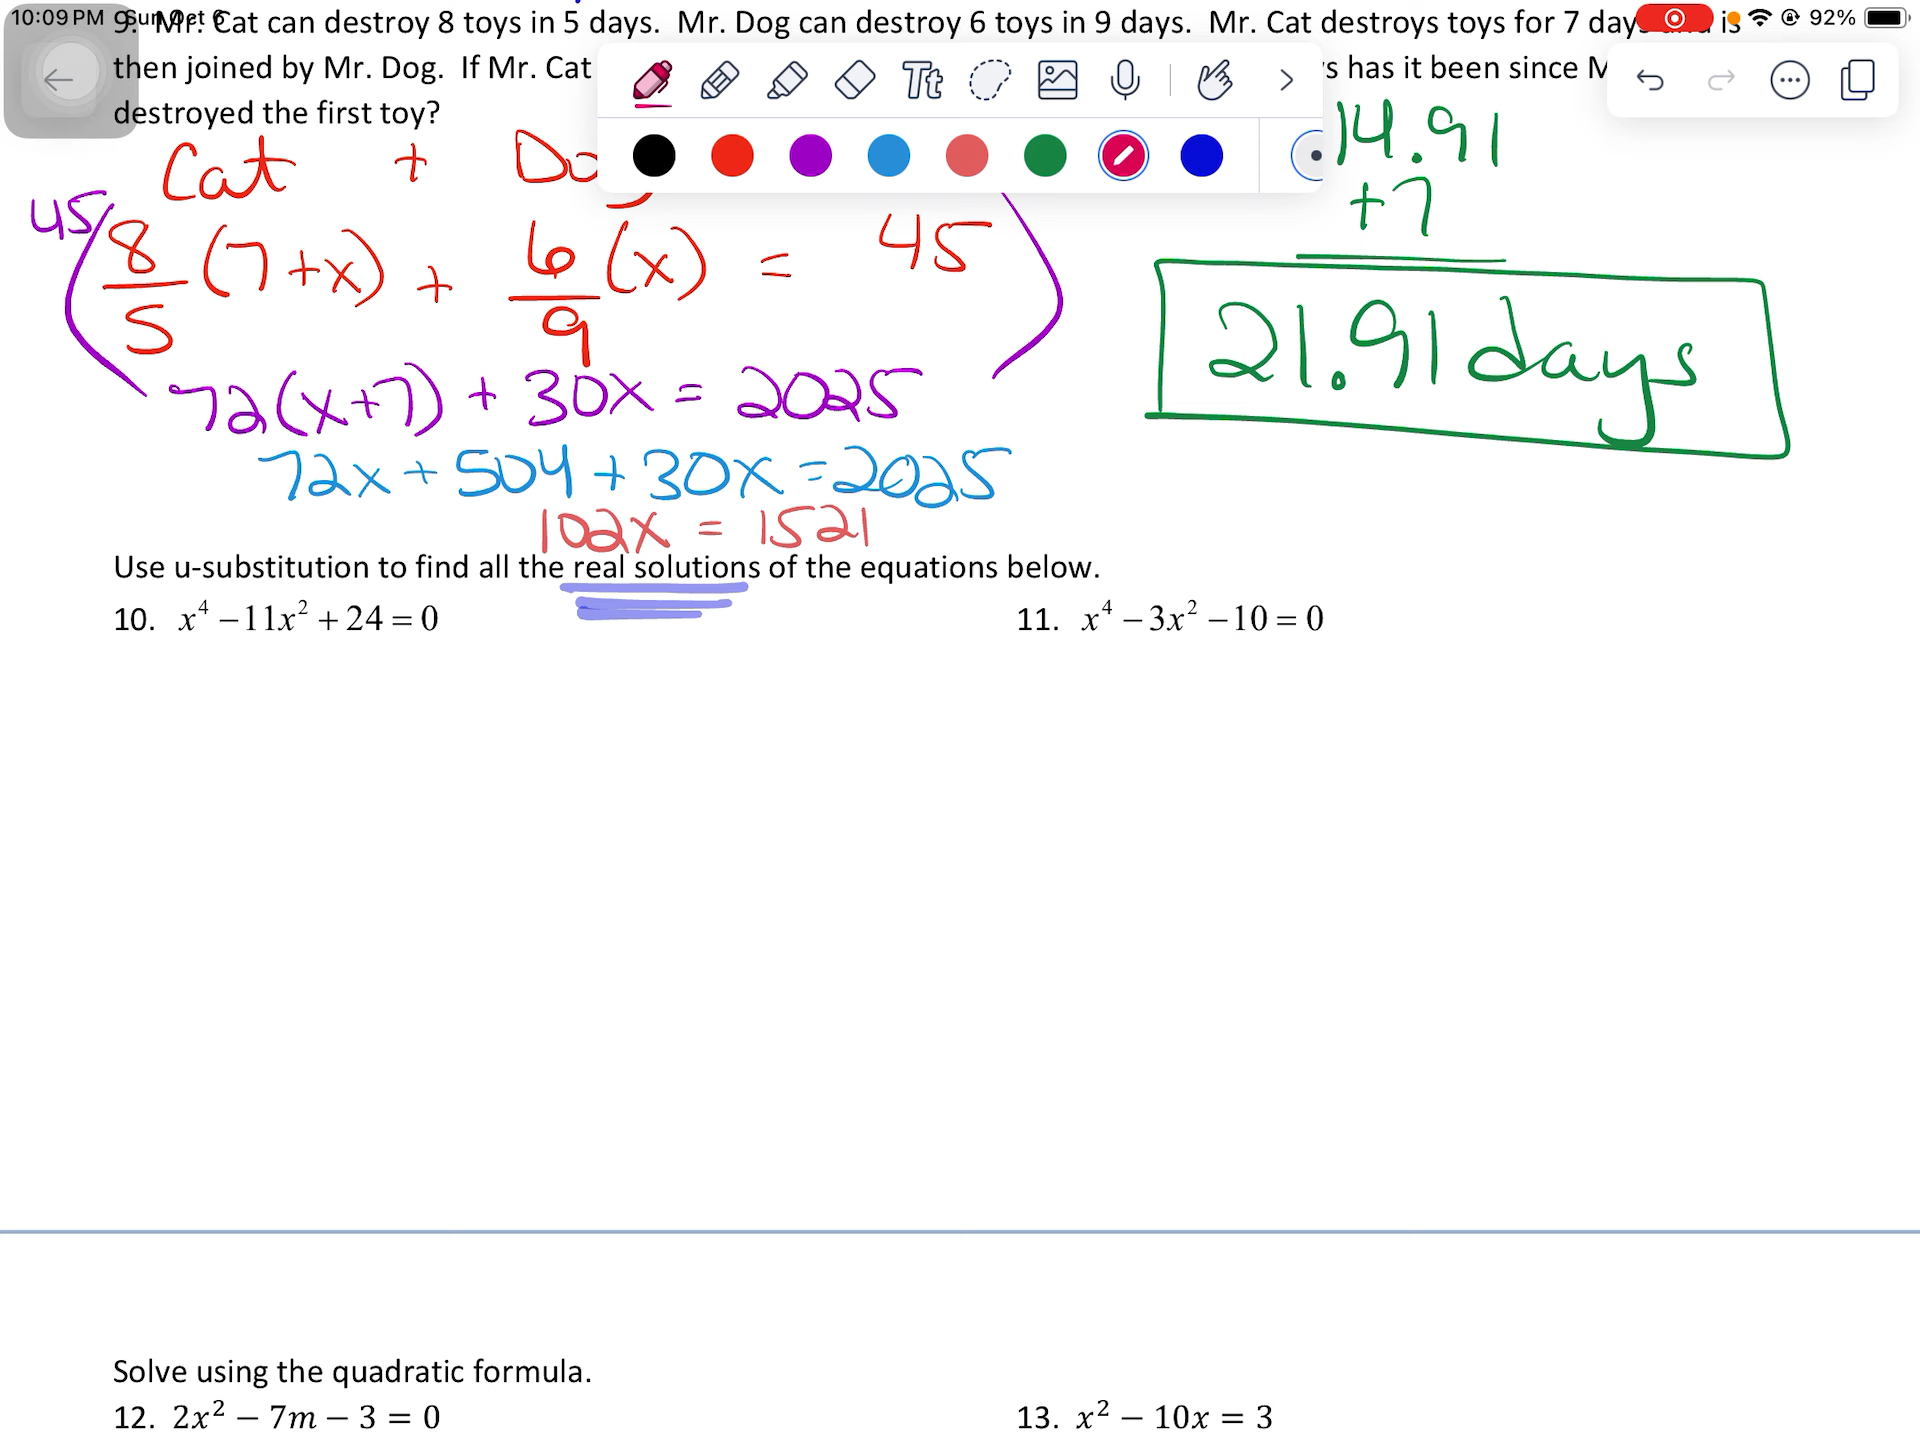 10:09 PM Sun Oct 6
92%
9. Mr. Cat can destroy 8 toys in 5 days. Mr. Dog can destroy 6 toys in 9 days. Mr. Cat destroys toys for 7 day is
then joined by Mr. Dog. If Mr. Cat s has it been since M
destroyed the first toy?
Tt
Cat + Do
14.91
+7
45
8/5 (7+x) + 6/9 (x) = 45
21.91 days
72(x+7) + 30x = 2025
72x + 504 + 30x = 2025
102x = 1521
Use u-substitution to find all the real solutions of the equations below.
10. x⁴ − 11x² + 24 = 0
11. x⁴ − 3x² − 10 = 0
Solve using the quadratic formula.
12. 2x² − 7m − 3 = 0
13. x² − 10x = 3